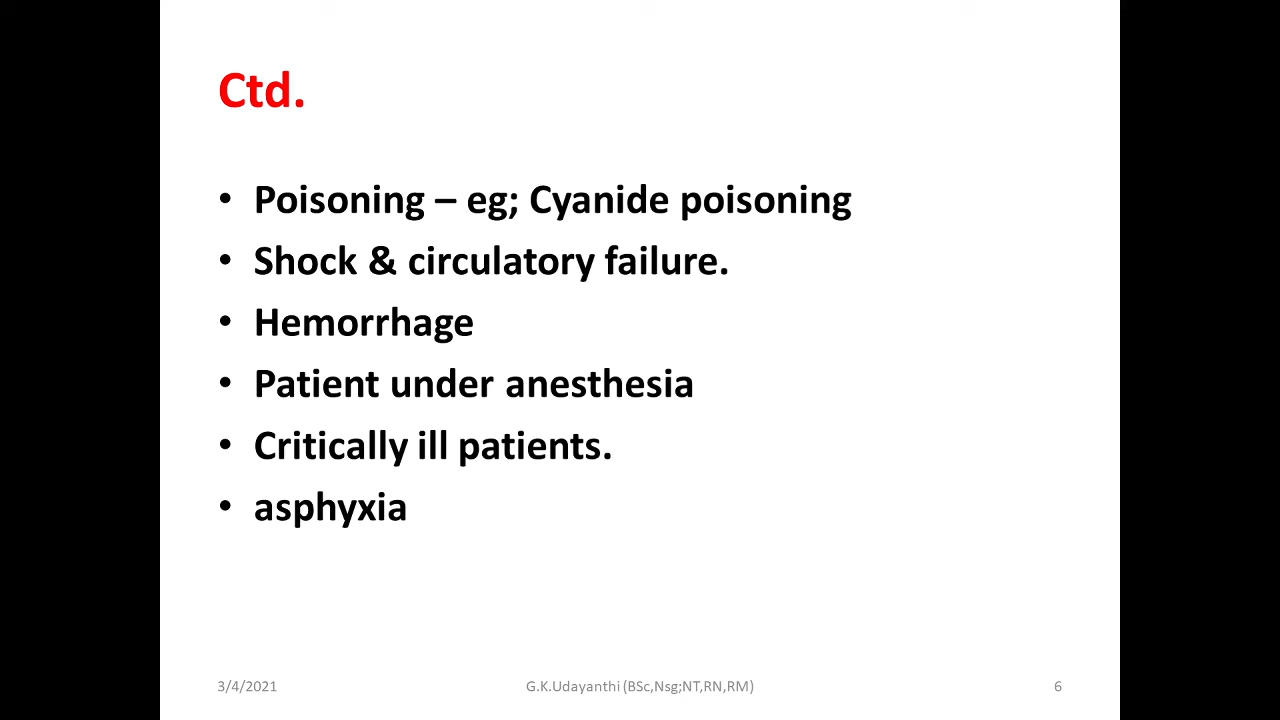 Ctd.
• Poisoning – eg; Cyanide poisoning
• Shock & circulatory failure.
• Hemorrhage
• Patient under anesthesia
• Critically ill patients.
• asphyxia
3/4/2021
G.K.Udayanthi (BSc,Nsg;NT,RN,RM)
6